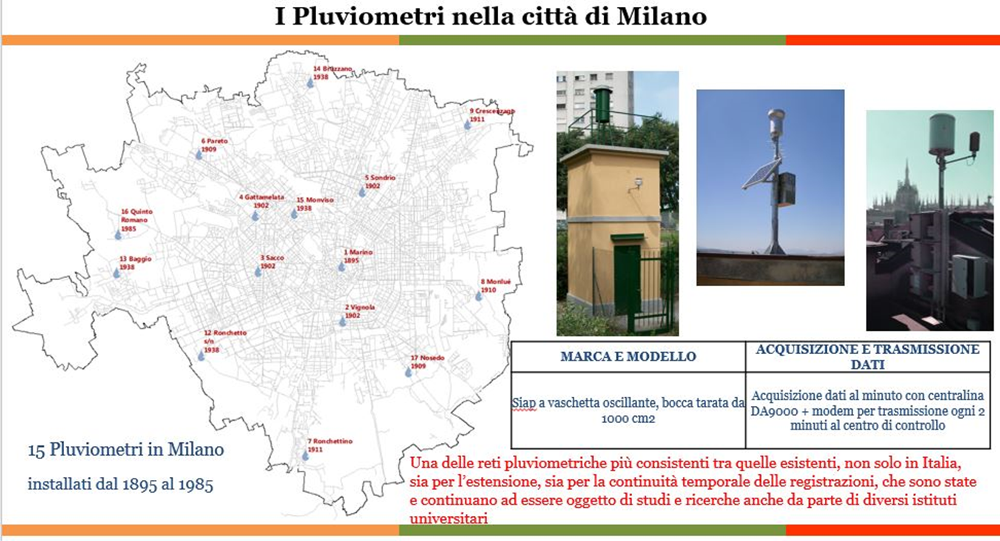 I Pluviometri nella città di Milano
14 Bruzzano
1938
9 Crescenzago
1911
6 Pareto
1909
5 Sondrio
1902
4 Gattamelata
1902
15 Monviso
1938
16 Quinto
Romano
1985
13 Baggio
1938
3 Sacco
1902
1 Marino
1895
8 Monlué
1910
2 Vignola
1902
12 Ronchetto
s/n
1938
17 Nosedo
1909
7 Ronchettino
1911
15 Pluviometri in Milano
installati dal 1895 al 1985
MARCA E MODELLO
ACQUISIZIONE E TRASMISSIONE
DATI
Siap a vaschetta oscillante, bocca tarata da
1000 cm2
Acquisizione dati al minuto con centralina
DA9000 + modem per trasmissione ogni 2
minuti al centro di controllo
Una delle reti pluviometriche più consistenti tra quelle esistenti, non solo in Italia,
sia per l'estensione, sia per la continuità temporale delle registrazioni, che sono state
e continuano ad essere oggetto di studi e ricerche anche da parte di diversi istituti
universitari